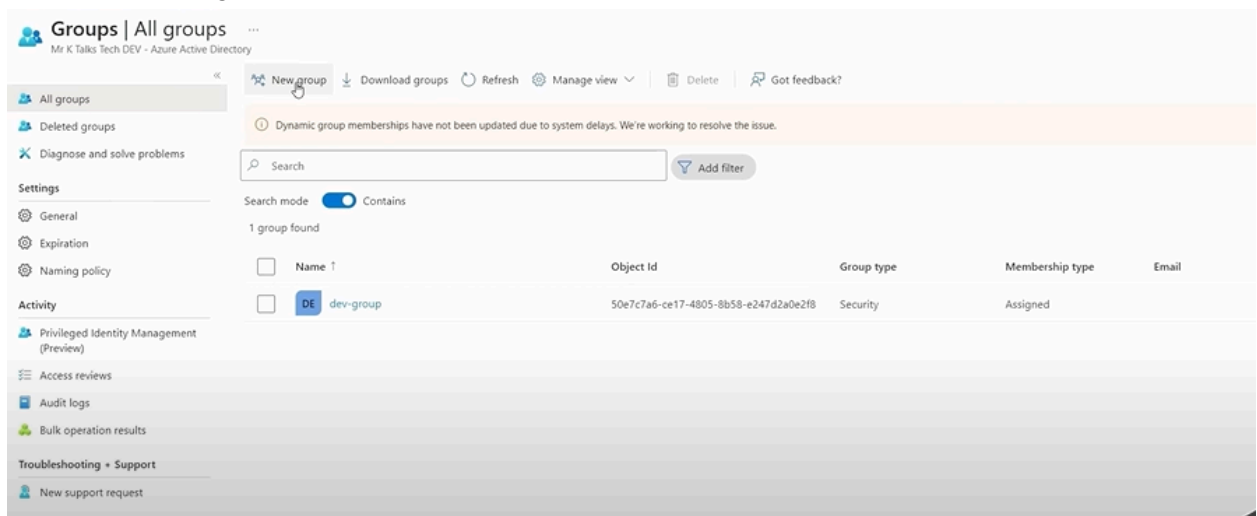 Groups | All groups ...
Mr K Talks Tech DEV - Azure Active Directory
«
All groups
Deleted groups
Diagnose and solve problems
Settings
General
Expiration
Naming policy
Activity
Privileged Identity Management
(Preview)
Access reviews
Audit logs
Bulk operation results
Troubleshooting + Support
New support request
New group Download groups Refresh Manage view Delete Got feedback?
Dynamic group memberships have not been updated due to system delays. We're working to resolve the issue.
Search Add filter
Search mode Contains
1 group found
Name ↑ Object Id Group type Membership type Email
DE dev-group 50e7c7a6-ce17-4805-8b58-e247d2a0e2f8 Security Assigned